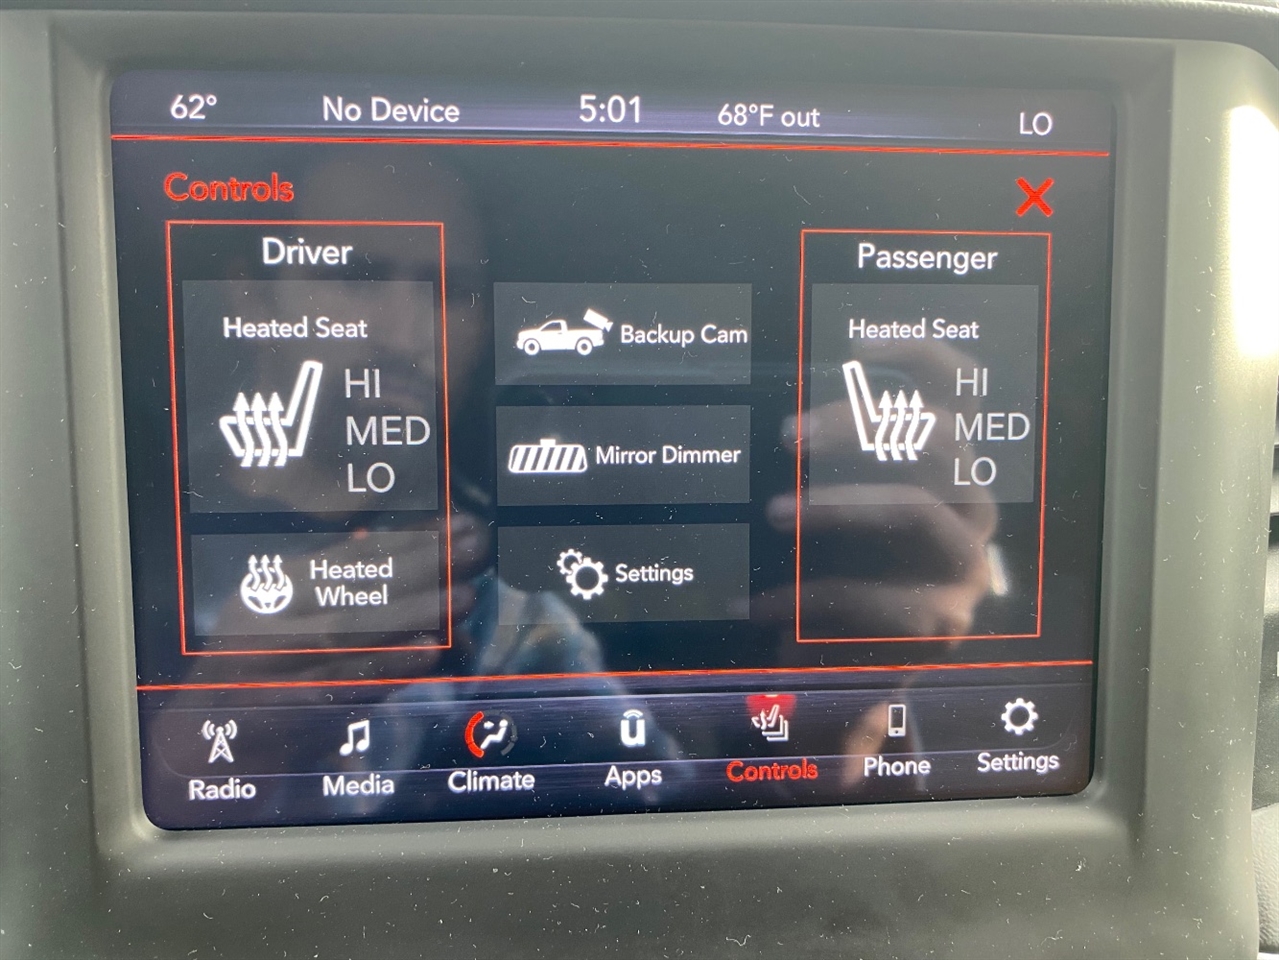 62° No Device 5:01 68°F out LO
Controls X
Driver
Heated Seat
HI
MED
LO
Heated
Wheel
Backup Cam
Mirror Dimmer
Settings
Passenger
Heated Seat
HI
MED
LO
Radio Media Climate u Apps Controls Phone Settings